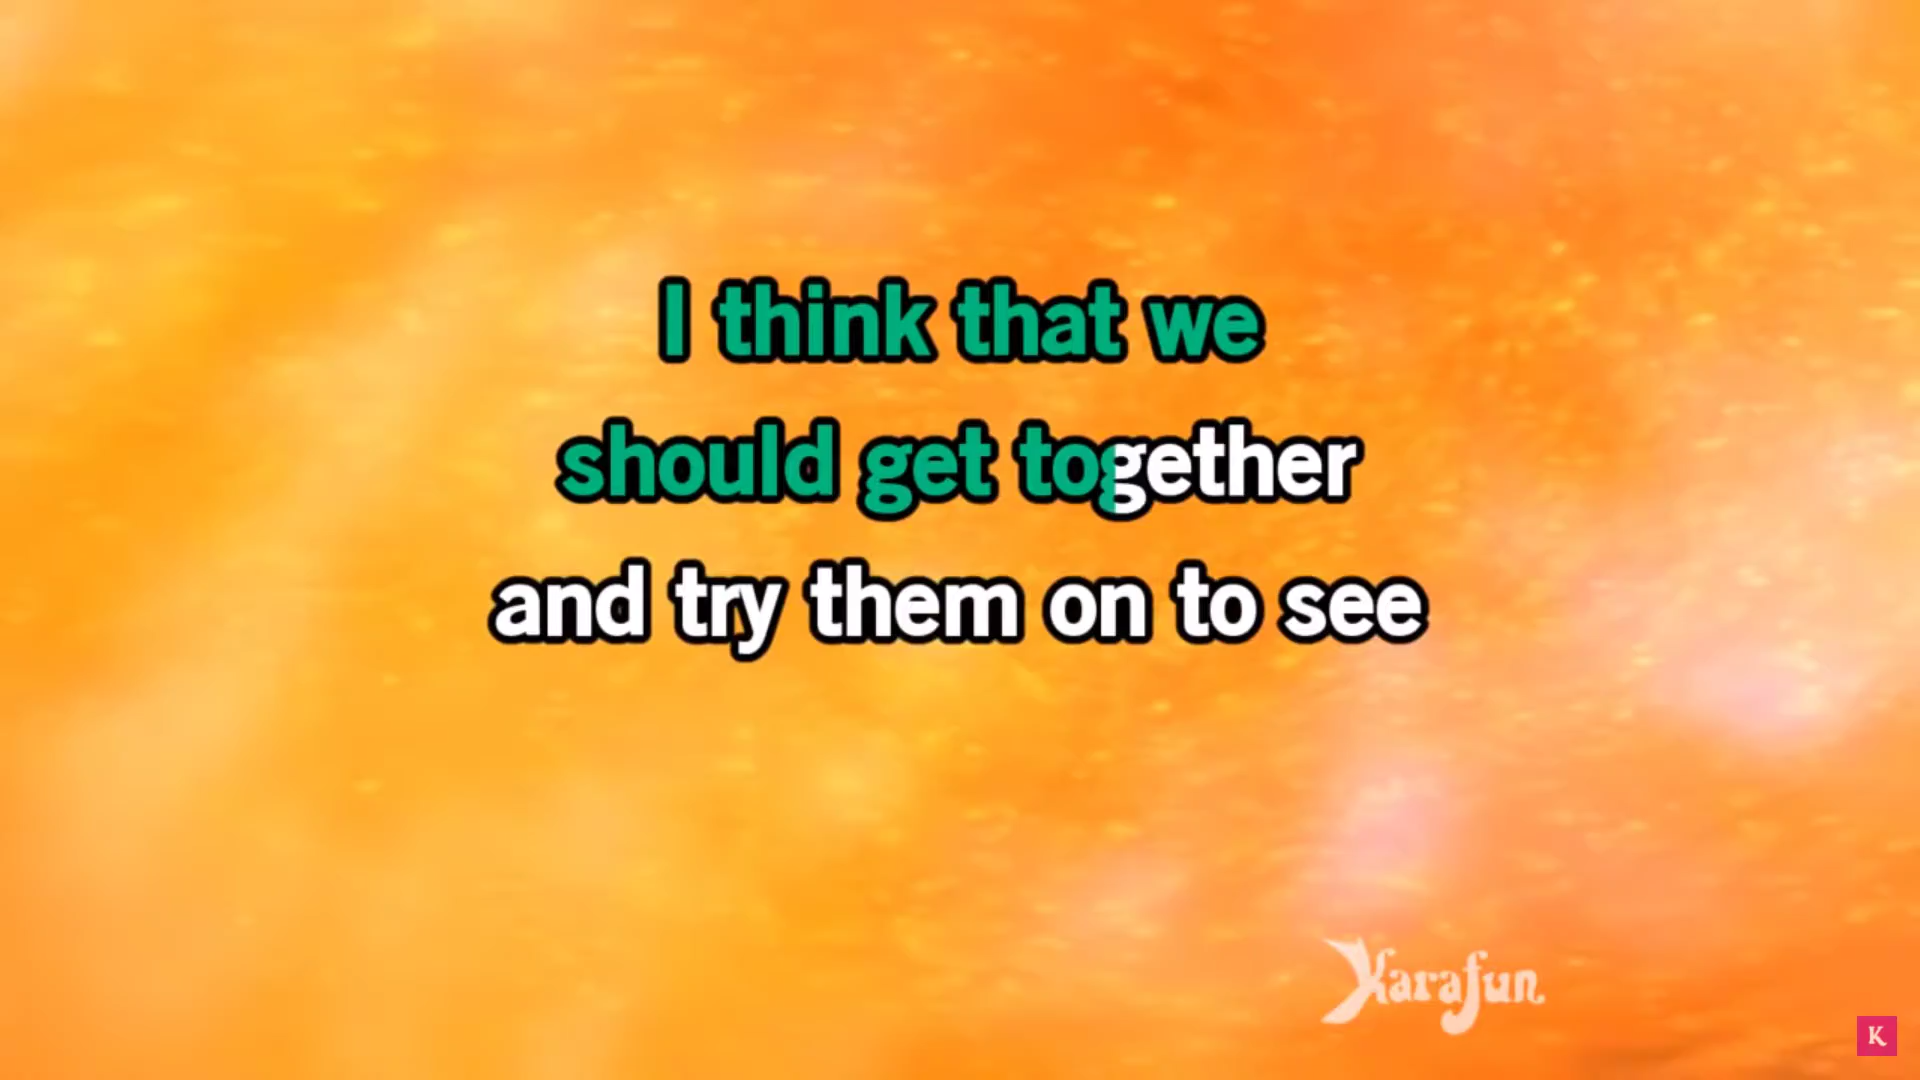 I think that we
should get together
and try them on to see
Karafun
K